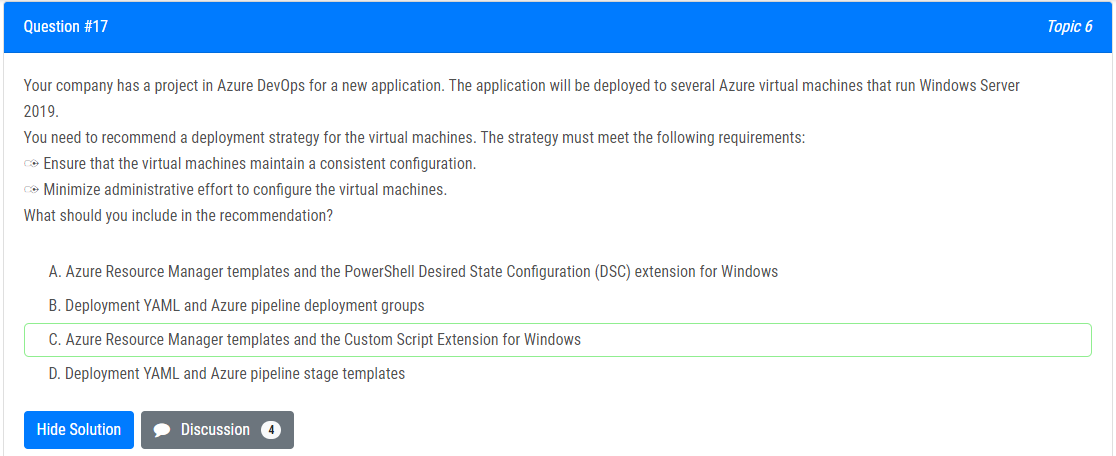 Question #17
Topic 6
Your company has a project in Azure DevOps for a new application. The application will be deployed to several Azure virtual machines that run Windows Server
2019.
You need to recommend a deployment strategy for the virtual machines. The strategy must meet the following requirements:
Ensure that the virtual machines maintain a consistent configuration.
Minimize administrative effort to configure the virtual machines.
What should you include in the recommendation?
A. Azure Resource Manager templates and the PowerShell Desired State Configuration (DSC) extension for Windows
B. Deployment YAML and Azure pipeline deployment groups
C. Azure Resource Manager templates and the Custom Script Extension for Windows
D. Deployment YAML and Azure pipeline stage templates
Hide Solution
Discussion 4